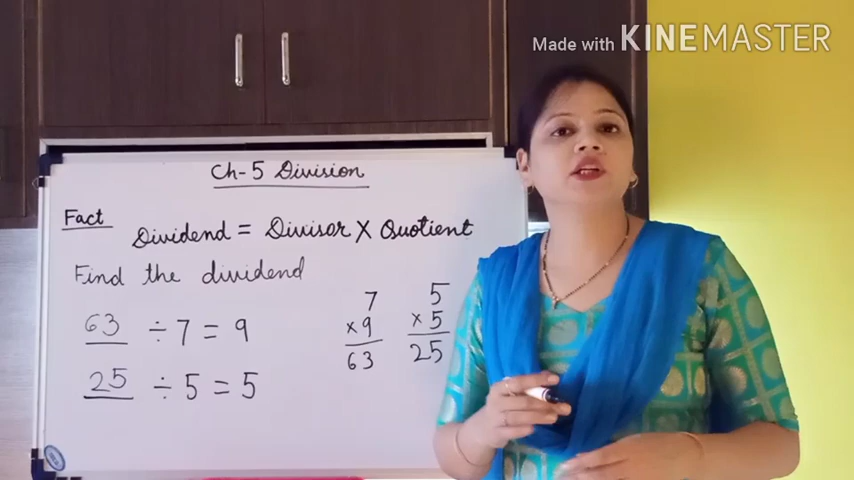 Made with KINEMASTER
Ch-5 Division
Fact
Dividend = Divisor X Quotient
Find the dividend
63 ÷ 7 = 9
25 ÷ 5 = 5
7
×9
63
5
×5
25